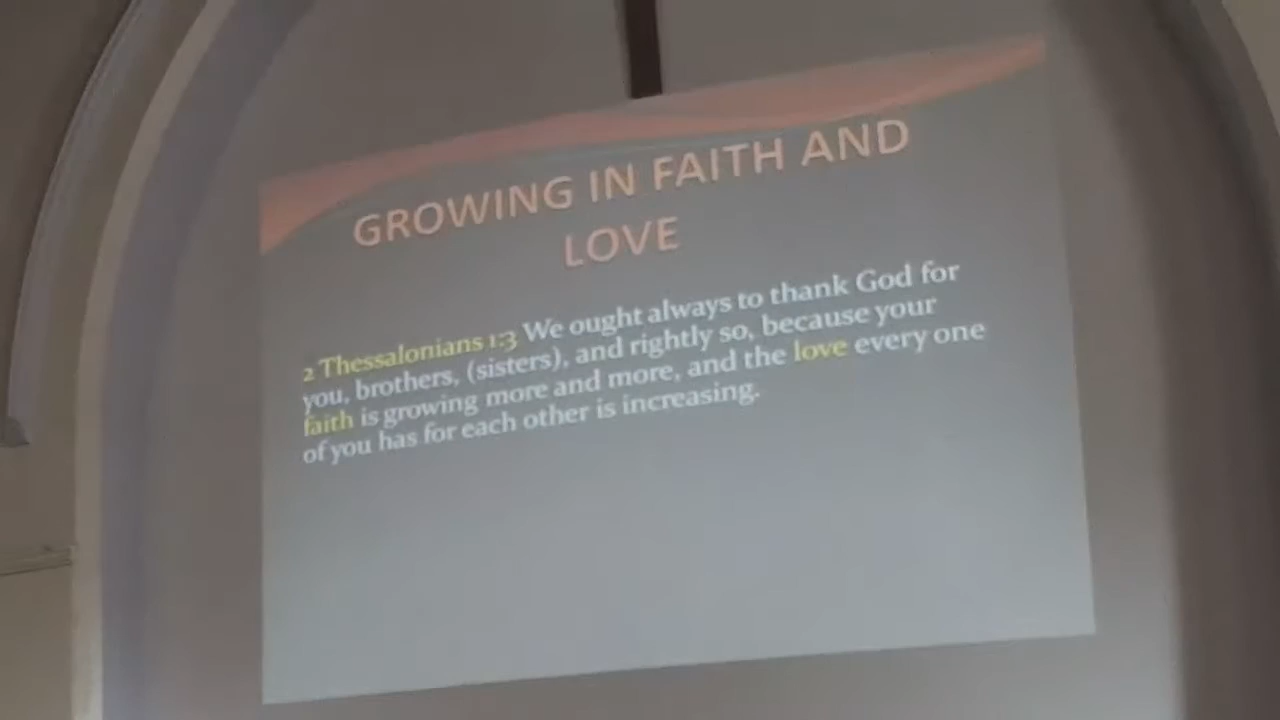 GROWING IN FAITH AND
LOVE
2 Thessalonians 1:3 We ought always to thank God for
you, brothers, (sisters), and rightly so, because your
faith is growing more and more, and the love every one
of you has for each other is increasing.